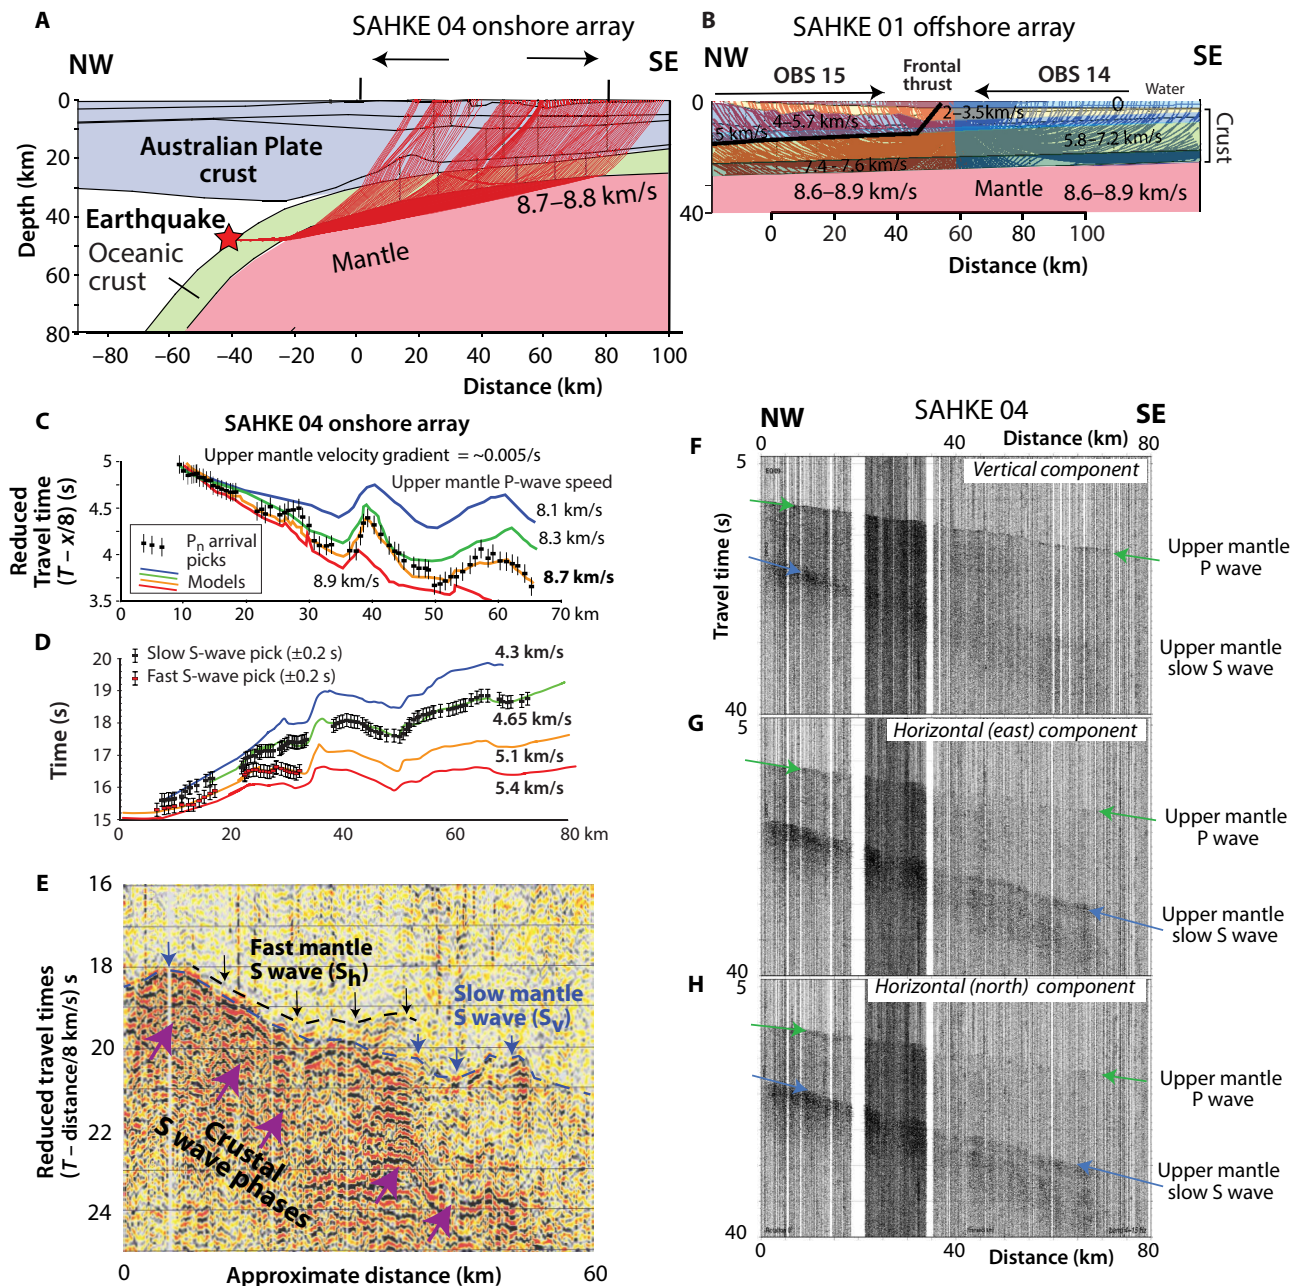 A
SAHKE 04 onshore array
NW
SE
0
20
40
60
80
Depth (km)
Australian Plate
crust
Earthquake
Oceanic
crust
Mantle
8.7–8.8 km/s
–80
–60
–40
–20
0
20
40
60
80
100
Distance (km)
B
SAHKE 01 offshore array
NW
SE
OBS 15
Frontal
thrust
OBS 14
Water
0
0
40
2–3.5km/s
4–5.7 km/s
5 km/s
5.8–7.2 km/s
7.4 - 7.6 km/s
Crust
8.6–8.9 km/s
Mantle
8.6–8.9 km/s
0
20
40
60
80
100
Distance (km)
C
SAHKE 04 onshore array
Upper mantle velocity gradient = ~0.005/s
Upper mantle P-wave speed
8.1 km/s
8.3 km/s
8.7 km/s
8.9 km/s
Pn arrival
picks
Models
Reduced
Travel time
(T – x/8) (s)
5
4.5
4
3.5
0
10
20
30
40
50
60
70 km
D
Slow S-wave pick (±0.2 s)
Fast S-wave pick (±0.2 s)
4.3 km/s
4.65 km/s
5.1 km/s
5.4 km/s
Time (s)
20
19
18
17
16
15
0
20
40
60
80 km
E
16
18
20
22
24
Reduced travel times
(T – distance/8 km/s) s
Fast mantle
S wave (Sh)
Slow mantle
S wave (Sv)
Crustal
S wave phases
0
Approximate distance (km)
60
NW
SAHKE 04
SE
0
40
Distance (km)
80
F
5
Vertical component
Travel time (s)
Upper mantle
P wave
Upper mantle
slow S wave
40
G
5
Horizontal (east) component
Upper mantle
P wave
Upper mantle
slow S wave
40
H
5
Horizontal (north) component
Upper mantle
P wave
Upper mantle
slow S wave
40
0
40
Distance (km)
80